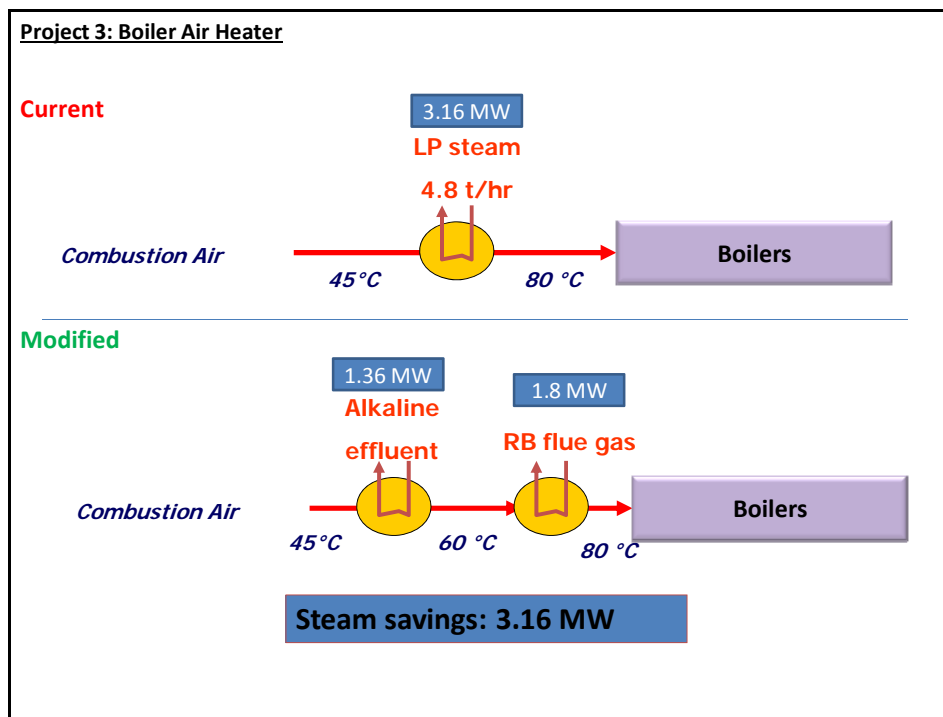 Project 3: Boiler Air Heater
Current
3.16 MW
LP steam
4.8 t/hr
Combustion Air
Boilers
45°C
80 °C
Modified
1.36 MW
1.8 MW
Alkaline
effluent
RB flue gas
Combustion Air
Boilers
45°C
60 °C
80 °C
Steam savings: 3.16 MW